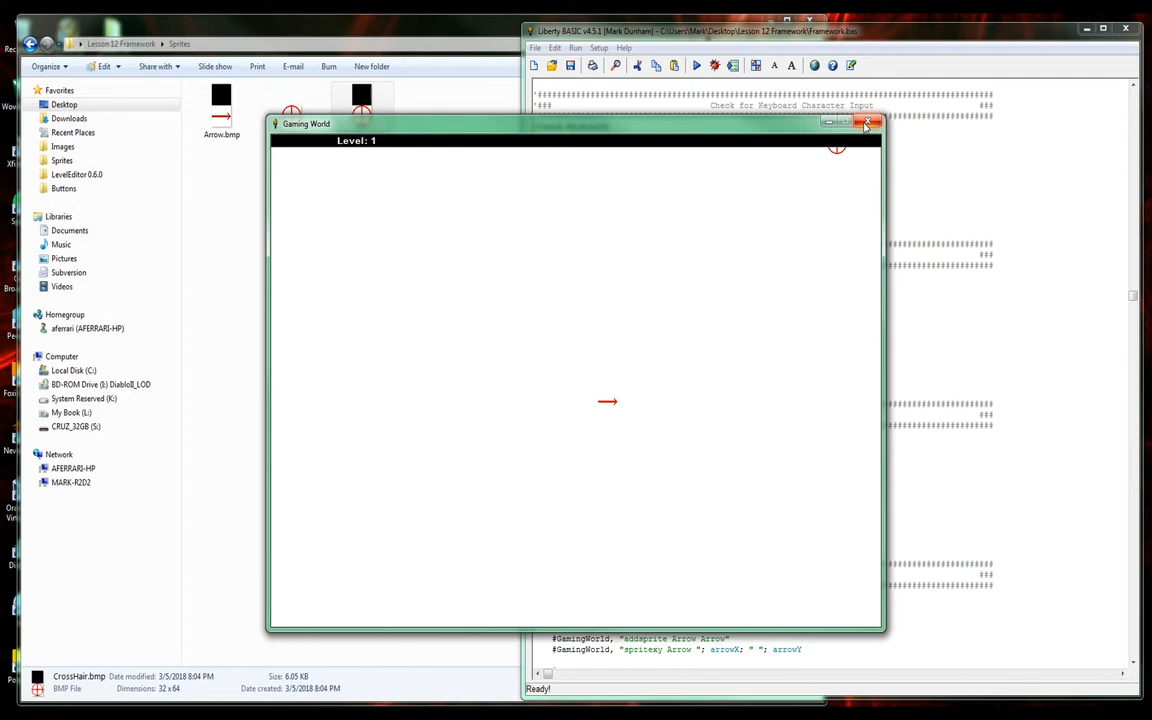 Lesson 12 Framework
Sprites
Liberty BASIC v4.5.1 [Mark Dunham] - C:\Users\Mark\Desktop\Lesson 12 Framework\Framework.bas
File Edit Run Setup Help
Organize
Edit
Share with
Slide show
Print
E-mail
Burn
New folder
Favorites
Desktop
Downloads
Recent Places
Images
Sprites
LevelEditor 0.6.0
Buttons
Libraries
Documents
Music
Pictures
Subversion
Videos
Homegroup
aferrari (AFERRARI-HP)
Computer
Local Disk (C:)
BD-ROM Drive (E:) DiabloII_LOD
System Reserved (K:)
My Book (L:)
CRUZ_32GB (S:)
Network
AFERRARI-HP
MARK-R2D2
Arrow.bmp
Gaming World
Level: 1
'### Check for Keyboard Character Input ###
###
###
###
#GamingWorld, "addsprite Arrow Arrow"
#GamingWorld, "spritexy Arrow "; arrowX; " "; arrowY
CrossHair.bmp Date modified: 3/5/2018 8:04 PM Size: 6.05 KB
BMP File Dimensions: 32 x 64 Date created: 3/5/2018 8:04 PM
Ready!